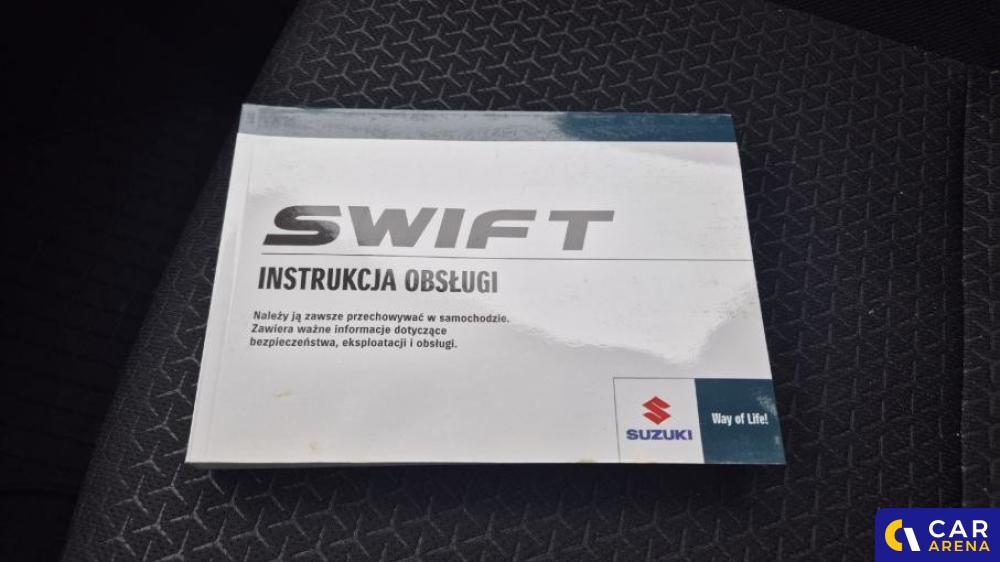 SWIFT
INSTRUKCJA OBSŁUGI
Należy ją zawsze przechowywać w samochodzie.
Zawiera ważne informacje dotyczące
bezpieczeństwa, eksploatacji i obsługi.
SUZUKI
Way of Life!
CAR
ARENA